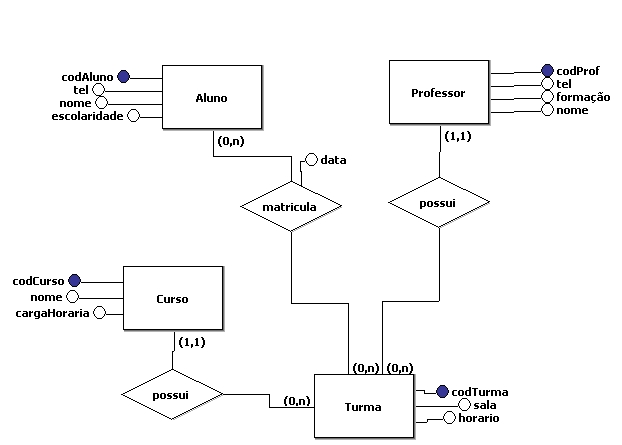 codAluno
tel
nome
escolaridade
Aluno
(0,n)
Professor
codProf
tel
formação
nome
(1,1)
data
matricula
possui
codCurso
nome
cargaHoraria
Curso
(1,1)
possui
(0,n)
(0,n)
(0,n)
Turma
codTurma
sala
horario